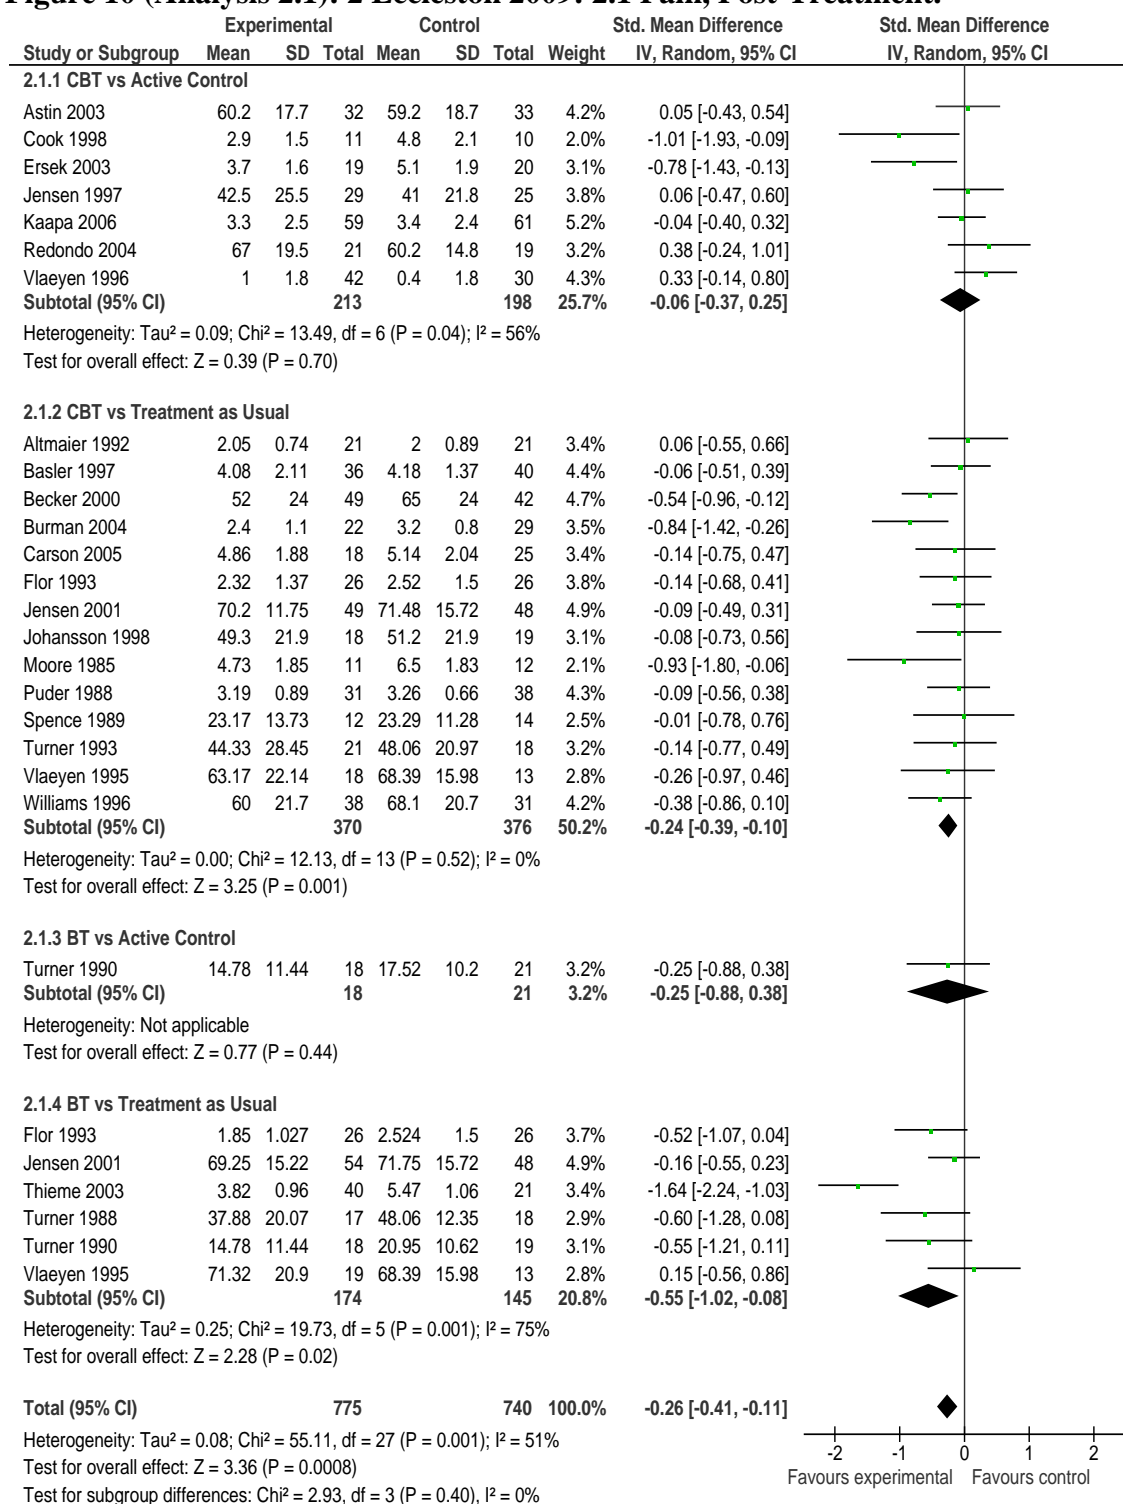 Figure 10 (Analysis 2.1): 2 Eccleston 2009: 2.1 Pain, Post-Treatment.
Experimental Control Std. Mean Difference Std. Mean Difference
Study or Subgroup Mean SD Total Mean SD Total Weight IV, Random, 95% CI IV, Random, 95% CI
2.1.1 CBT vs Active Control
Astin 2003 60.2 17.7 32 59.2 18.7 33 4.2% 0.05 [-0.43, 0.54]
Cook 1998 2.9 1.5 11 4.8 2.1 10 2.0% -1.01 [-1.93, -0.09]
Ersek 2003 3.7 1.6 19 5.1 1.9 20 3.1% -0.78 [-1.43, -0.13]
Jensen 1997 42.5 25.5 29 41 21.8 25 3.8% 0.06 [-0.47, 0.60]
Kaapa 2006 3.3 2.5 59 3.4 2.4 61 5.2% -0.04 [-0.40, 0.32]
Redondo 2004 67 19.5 21 60.2 14.8 19 3.2% 0.38 [-0.24, 1.01]
Vlaeyen 1996 1 1.8 42 0.4 1.8 30 4.3% 0.33 [-0.14, 0.80]
Subtotal (95% CI) 213 198 25.7% -0.06 [-0.37, 0.25]
Heterogeneity: Tau² = 0.09; Chi² = 13.49, df = 6 (P = 0.04); I² = 56%
Test for overall effect: Z = 0.39 (P = 0.70)
2.1.2 CBT vs Treatment as Usual
Altmaier 1992 2.05 0.74 21 2 0.89 21 3.4% 0.06 [-0.55, 0.66]
Basler 1997 4.08 2.11 36 4.18 1.37 40 4.4% -0.06 [-0.51, 0.39]
Becker 2000 52 24 49 65 24 42 4.7% -0.54 [-0.96, -0.12]
Burman 2004 2.4 1.1 22 3.2 0.8 29 3.5% -0.84 [-1.42, -0.26]
Carson 2005 4.86 1.88 18 5.14 2.04 25 3.4% -0.14 [-0.75, 0.47]
Flor 1993 2.32 1.37 26 2.52 1.5 26 3.8% -0.14 [-0.68, 0.41]
Jensen 2001 70.2 11.75 49 71.48 15.72 48 4.9% -0.09 [-0.49, 0.31]
Johansson 1998 49.3 21.9 18 51.2 21.9 19 3.1% -0.08 [-0.73, 0.56]
Moore 1985 4.73 1.85 11 6.5 1.83 12 2.1% -0.93 [-1.80, -0.06]
Puder 1988 3.19 0.89 31 3.26 0.66 38 4.3% -0.09 [-0.56, 0.38]
Spence 1989 23.17 13.73 12 23.29 11.28 14 2.5% -0.01 [-0.78, 0.76]
Turner 1993 44.33 28.45 21 48.06 20.97 18 3.2% -0.14 [-0.77, 0.49]
Vlaeyen 1995 63.17 22.14 18 68.39 15.98 13 2.8% -0.26 [-0.97, 0.46]
Williams 1996 60 21.7 38 68.1 20.7 31 4.2% -0.38 [-0.86, 0.10]
Subtotal (95% CI) 370 376 50.2% -0.24 [-0.39, -0.10]
Heterogeneity: Tau² = 0.00; Chi² = 12.13, df = 13 (P = 0.52); I² = 0%
Test for overall effect: Z = 3.25 (P = 0.001)
2.1.3 BT vs Active Control
Turner 1990 14.78 11.44 18 17.52 10.2 21 3.2% -0.25 [-0.88, 0.38]
Subtotal (95% CI) 18 21 3.2% -0.25 [-0.88, 0.38]
Heterogeneity: Not applicable
Test for overall effect: Z = 0.77 (P = 0.44)
2.1.4 BT vs Treatment as Usual
Flor 1993 1.85 1.027 26 2.524 1.5 26 3.7% -0.52 [-1.07, 0.04]
Jensen 2001 69.25 15.22 54 71.75 15.72 48 4.9% -0.16 [-0.55, 0.23]
Thieme 2003 3.82 0.96 40 5.47 1.06 21 3.4% -1.64 [-2.24, -1.03]
Turner 1988 37.88 20.07 17 48.06 12.35 18 2.9% -0.60 [-1.28, 0.08]
Turner 1990 14.78 11.44 18 20.95 10.62 19 3.1% -0.55 [-1.21, 0.11]
Vlaeyen 1995 71.32 20.9 19 68.39 15.98 13 2.8% 0.15 [-0.56, 0.86]
Subtotal (95% CI) 174 145 20.8% -0.55 [-1.02, -0.08]
Heterogeneity: Tau² = 0.25; Chi² = 19.73, df = 5 (P = 0.001); I² = 75%
Test for overall effect: Z = 2.28 (P = 0.02)
Total (95% CI) 775 740 100.0% -0.26 [-0.41, -0.11]
Heterogeneity: Tau² = 0.08; Chi² = 55.11, df = 27 (P = 0.001); I² = 51%
Test for overall effect: Z = 3.36 (P = 0.0008)
Test for subgroup differences: Chi² = 2.93, df = 3 (P = 0.40), I² = 0%
-2 -1 0 1 2
Favours experimental Favours control